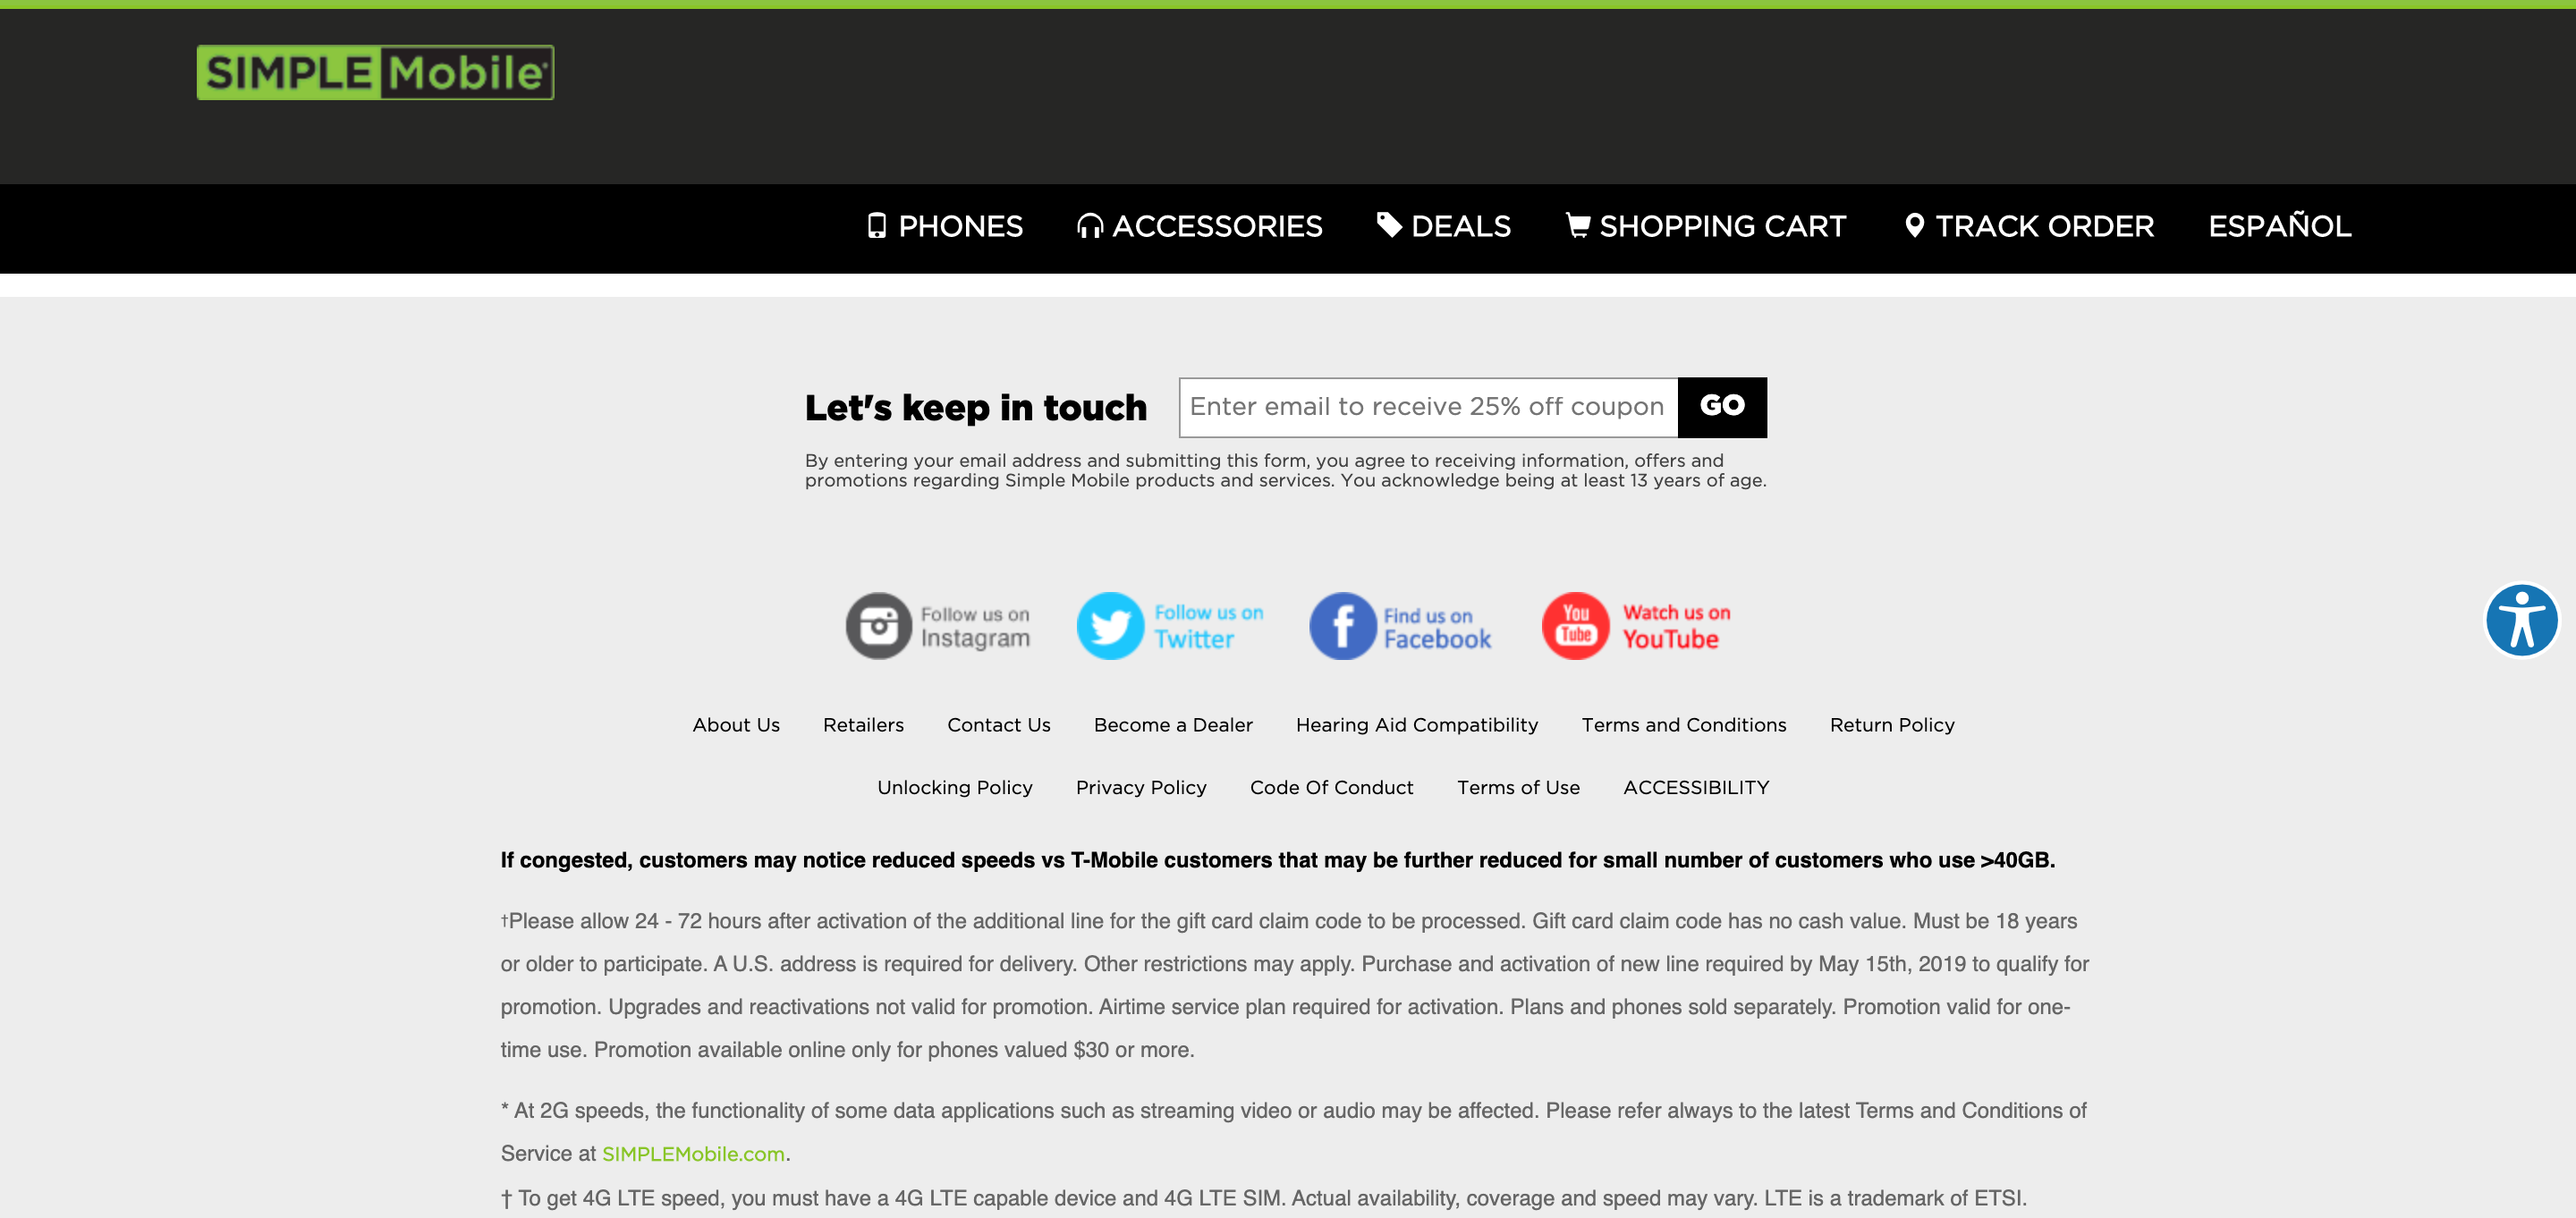 SIMPLE Mobile
PHONES ACCESSORIES DEALS SHOPPING CART TRACK ORDER ESPAÑOL
Let's keep in touch Enter email to receive 25% off coupon GO
By entering your email address and submitting this form, you agree to receiving information, offers and
promotions regarding Simple Mobile products and services. You acknowledge being at least 13 years of age.
Follow us on Instagram Follow us on Twitter Find us on Facebook You Tube Watch us on YouTube
About Us Retailers Contact Us Become a Dealer Hearing Aid Compatibility Terms and Conditions Return Policy
Unlocking Policy Privacy Policy Code Of Conduct Terms of Use ACCESSIBILITY
If congested, customers may notice reduced speeds vs T-Mobile customers that may be further reduced for small number of customers who use >40GB.
†Please allow 24 - 72 hours after activation of the additional line for the gift card claim code to be processed. Gift card claim code has no cash value. Must be 18 years
or older to participate. A U.S. address is required for delivery. Other restrictions may apply. Purchase and activation of new line required by May 15th, 2019 to qualify for
promotion. Upgrades and reactivations not valid for promotion. Airtime service plan required for activation. Plans and phones sold separately. Promotion valid for one-
time use. Promotion available online only for phones valued $30 or more.
* At 2G speeds, the functionality of some data applications such as streaming video or audio may be affected. Please refer always to the latest Terms and Conditions of
Service at SIMPLEMobile.com.
† To get 4G LTE speed, you must have a 4G LTE capable device and 4G LTE SIM. Actual availability, coverage and speed may vary. LTE is a trademark of ETSI.